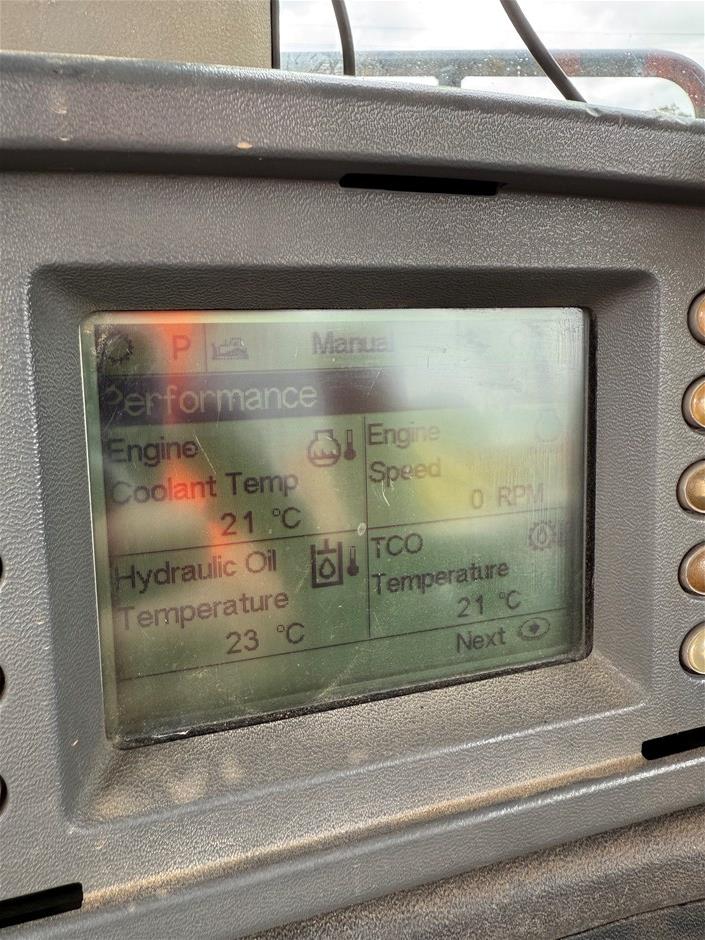 P
Manual
Performance
Engine
Coolant Temp
21 °C
Engine
Speed
0 RPM
Hydraulic Oil
Temperature
23 °C
TCO
Temperature
21 °C
Next